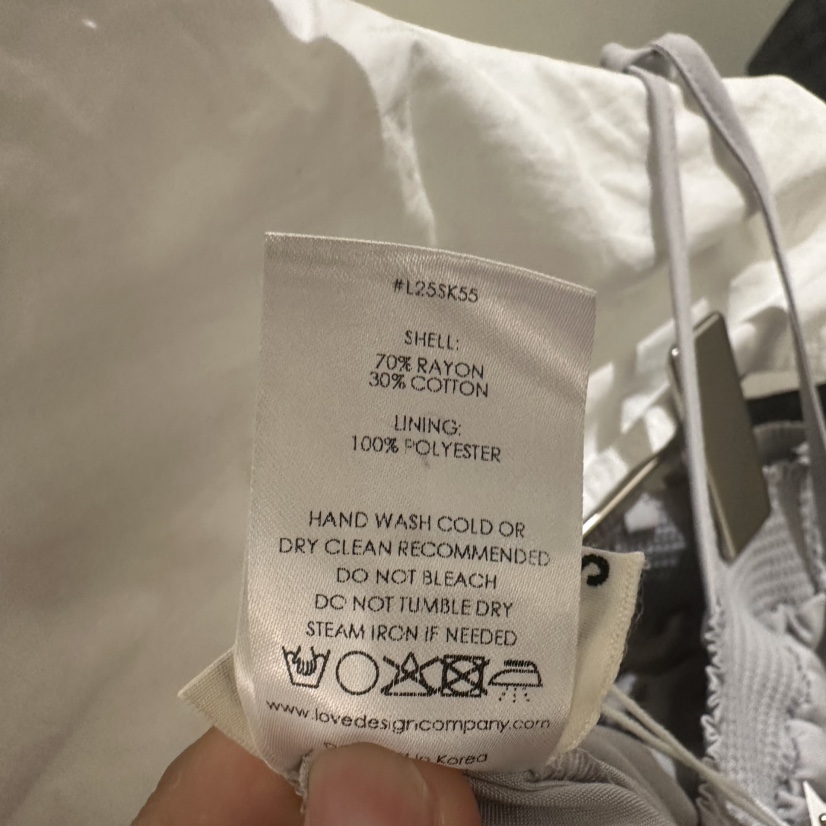 #L25SK55
SHELL:
70% RAYON
30% COTTON
LINING:
100% POLYESTER
HAND WASH COLD OR
DRY CLEAN RECOMMENDED
DO NOT BLEACH
DO NOT TUMBLE DRY
STEAM IRON IF NEEDED
www.lovedesigncompany.com
in Korea
S